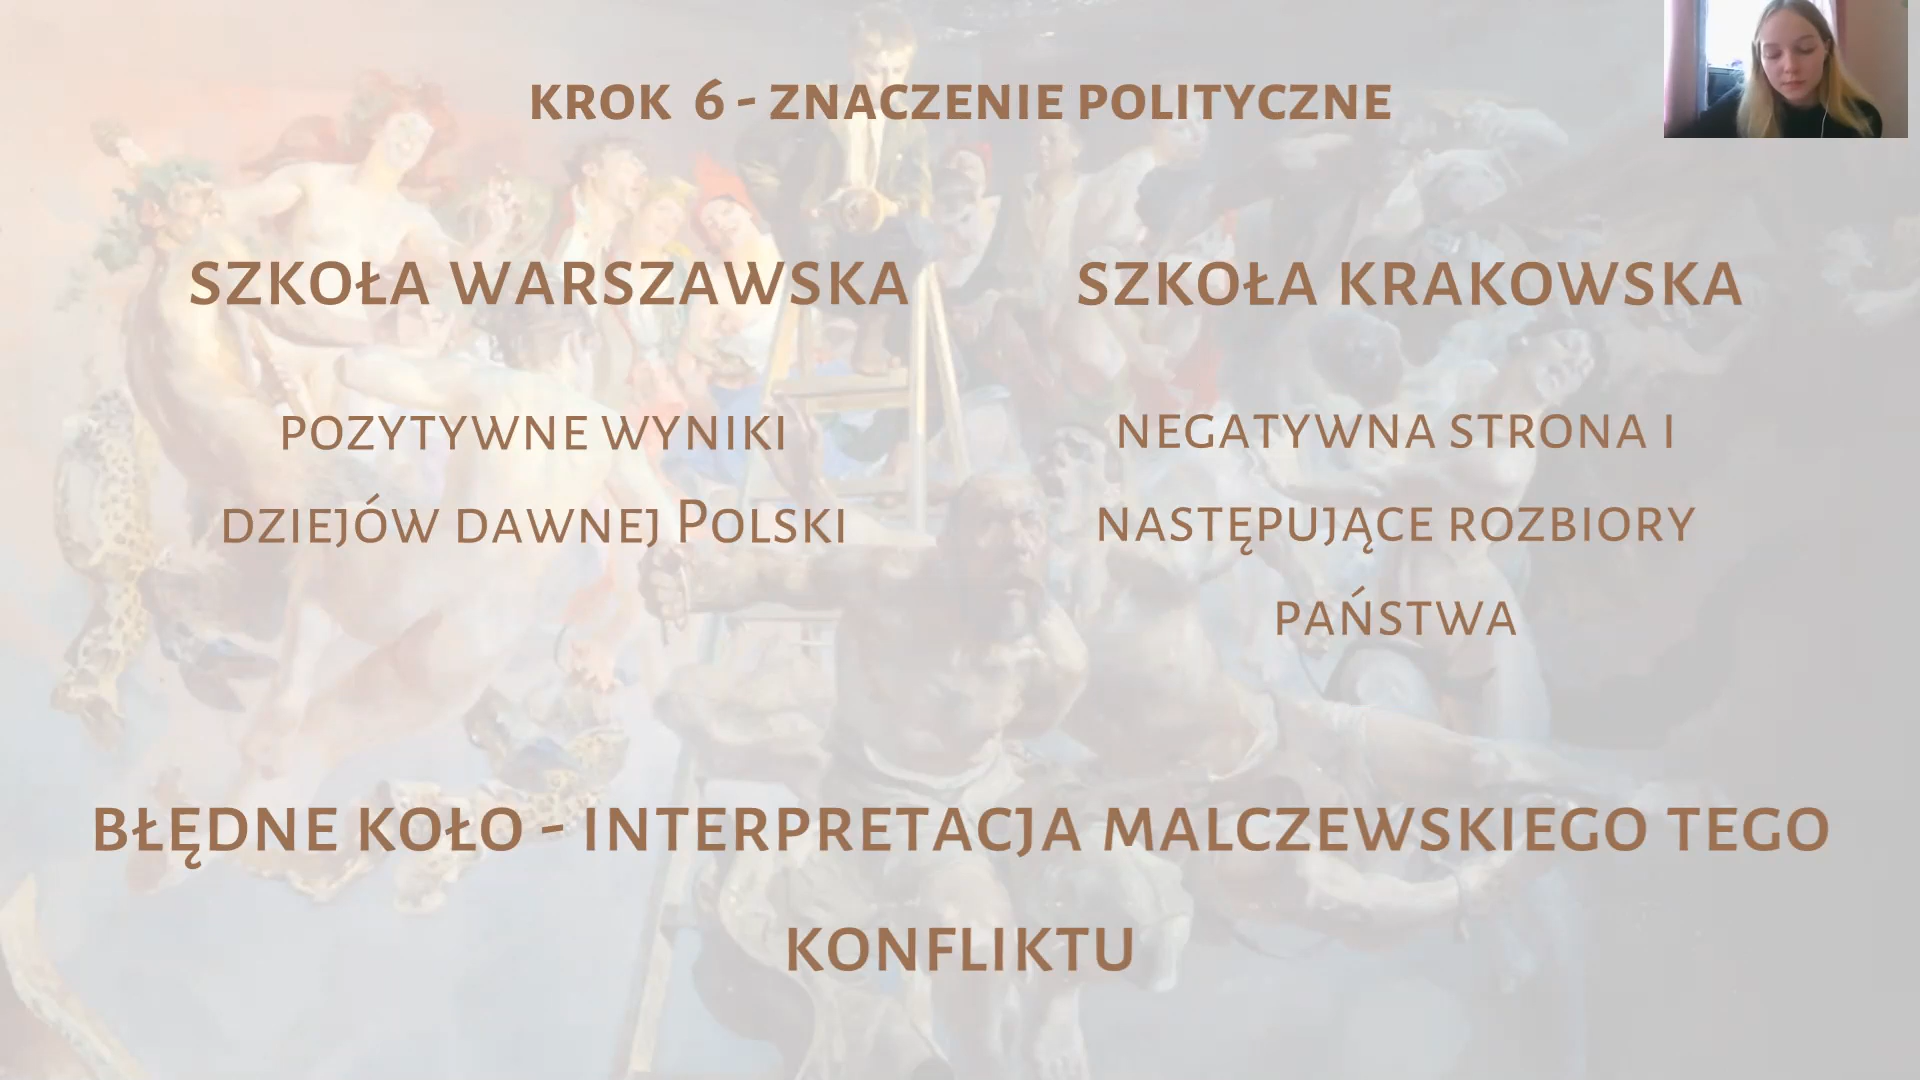 KROK 6 - ZNACZENIE POLITYCZNE
SZKOŁA WARSZAWSKA
POZYTYWNE WYNIKI
DZIEJÓW DAWNEJ POLSKI
SZKOŁA KRAKOWSKA
NEGATYWNA STRONA I
NASTĘPUJĄCE ROZBIORY
PAŃSTWA
BŁĘDNE KOŁO - INTERPRETACJA MALCZEWSKIEGO TEGO
KONFLIKTU